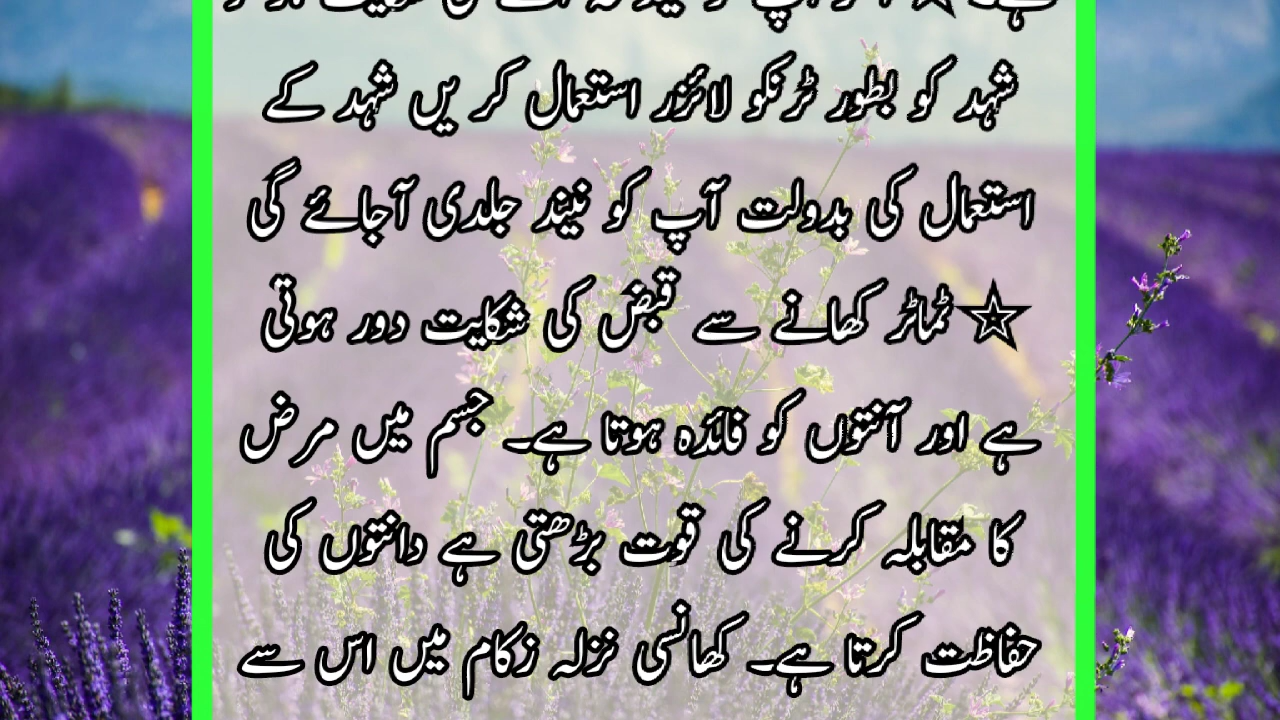 شہد کو بطور ٹرنکو لائزر استعمال کر یں شہد کے
استعمال کی بدولت آپ کو نیند جلدی آجائے گی
☆ ٹماٹر کھانے سے قبض کی شکایت دور ہوتی
ہے اور آنتوں کو فائدہ ہوتا ہے۔ جسم میں مرض
کا مقابلہ کرنے کی قوت بڑھتی ہے دانتوں کی
حفاظت کرتا ہے۔ کھانسی نزلہ زکام میں اس سے